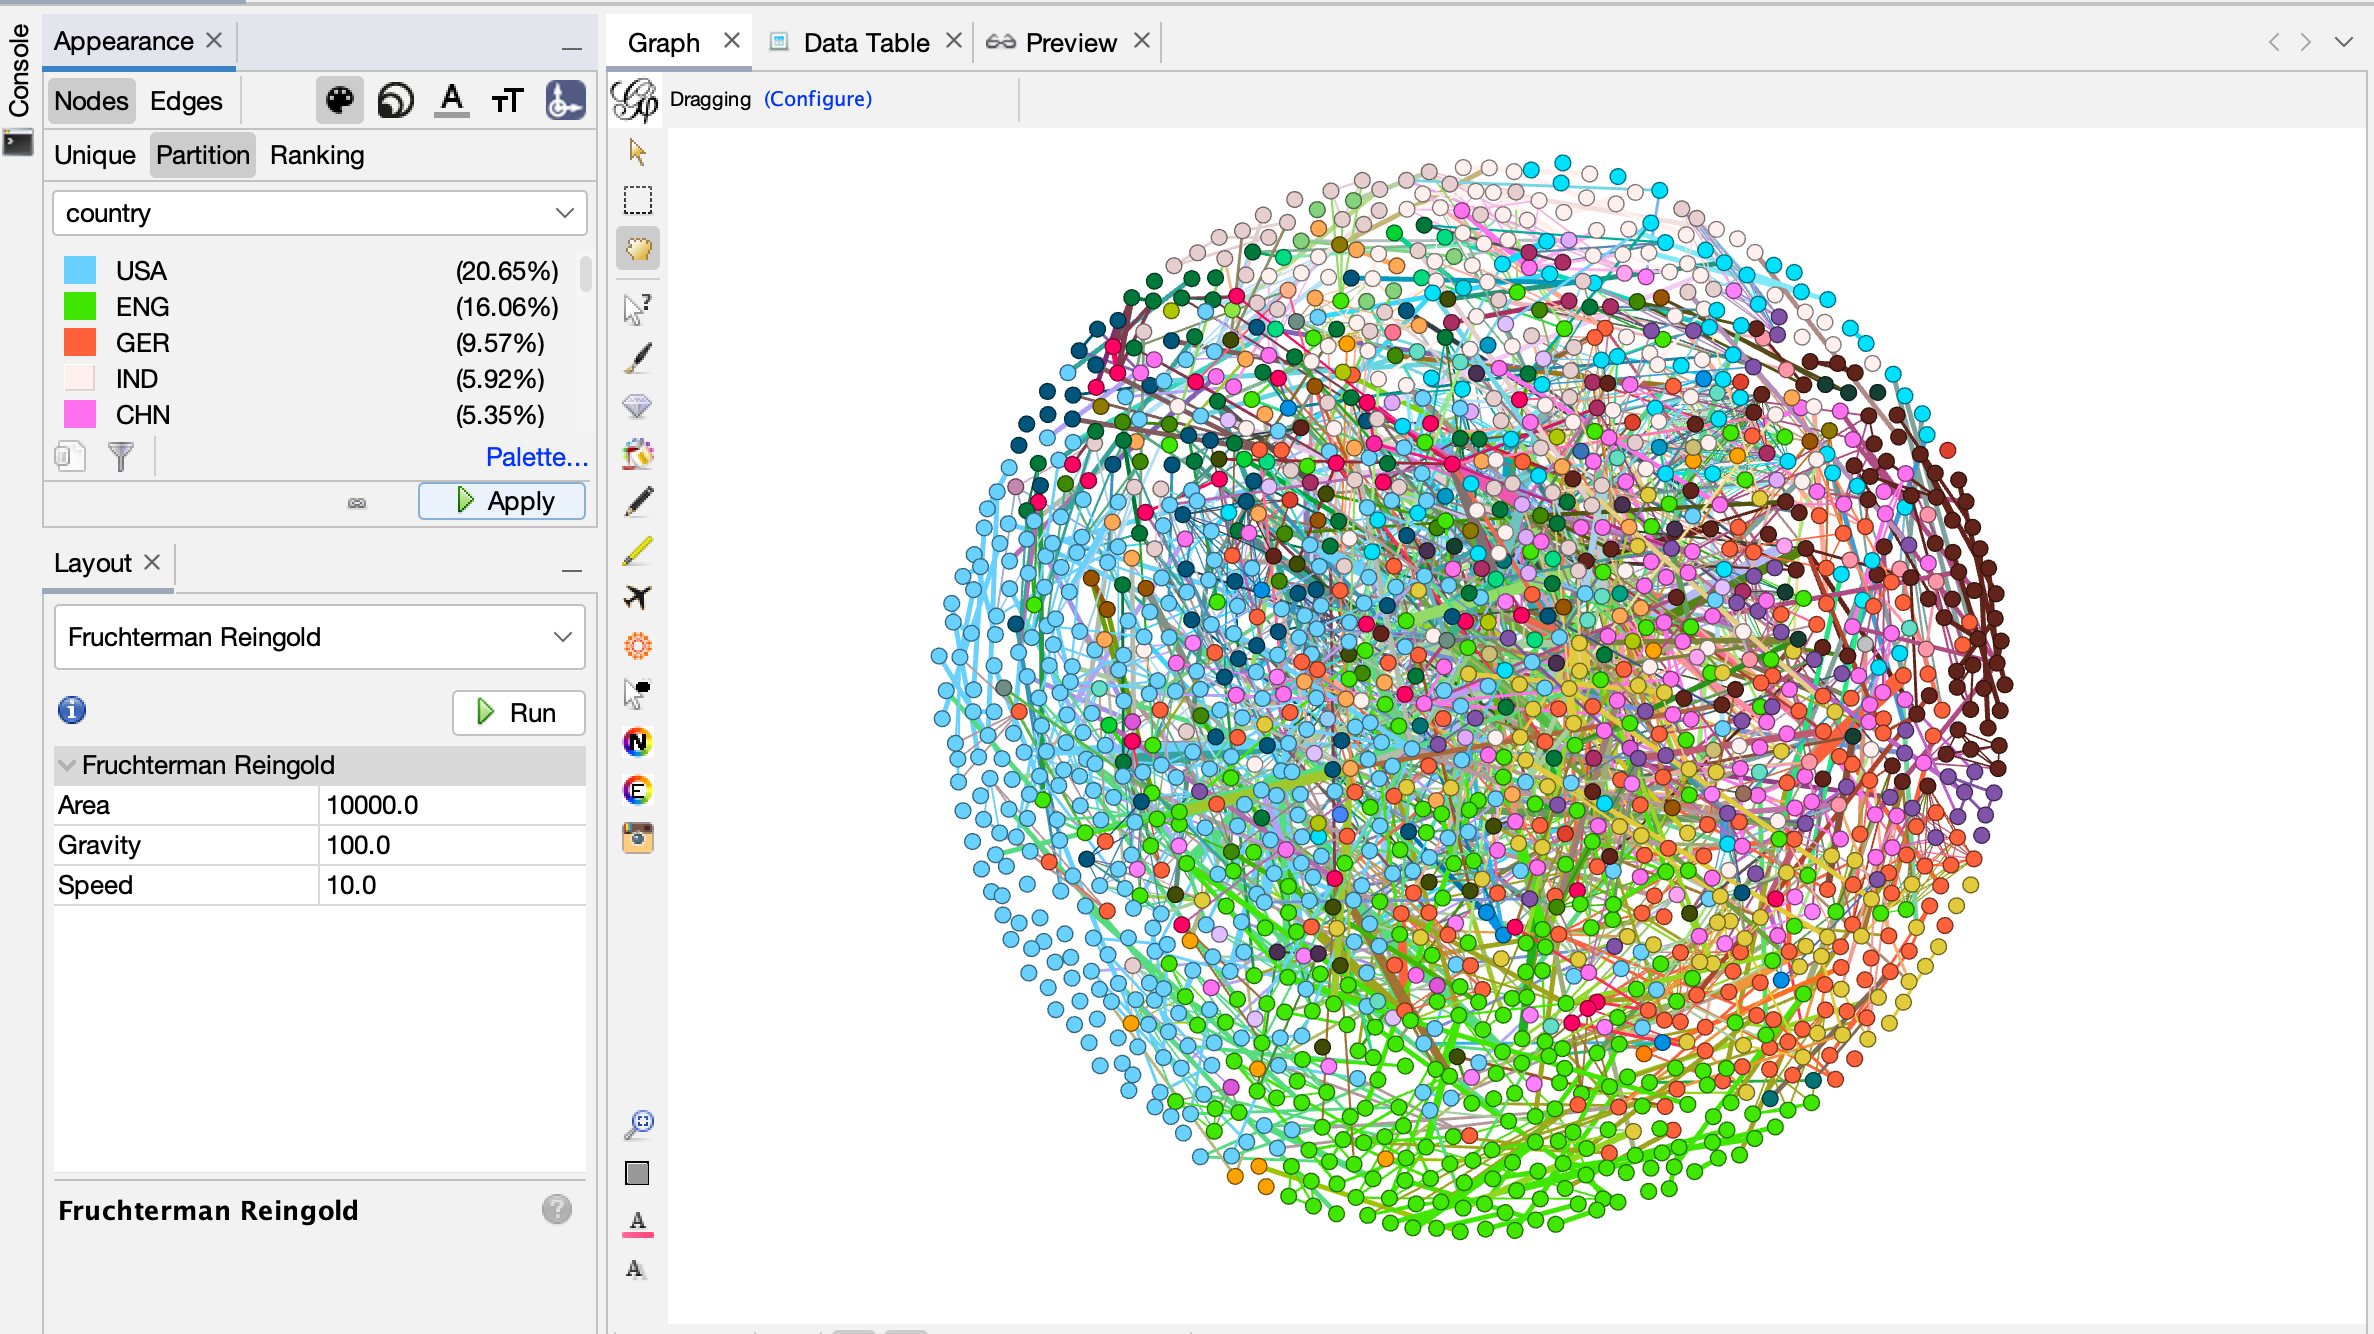 Console
Appearance
Nodes Edges
Unique Partition Ranking
country
USA (20.65%)
ENG (16.06%)
GER (9.57%)
IND (5.92%)
CHN (5.35%)
Palette...
Apply
Layout
Fruchterman Reingold
Run
Fruchterman Reingold
Area 10000.0
Gravity 100.0
Speed 10.0
Fruchterman Reingold
Graph Data Table Preview
Dragging (Configure)